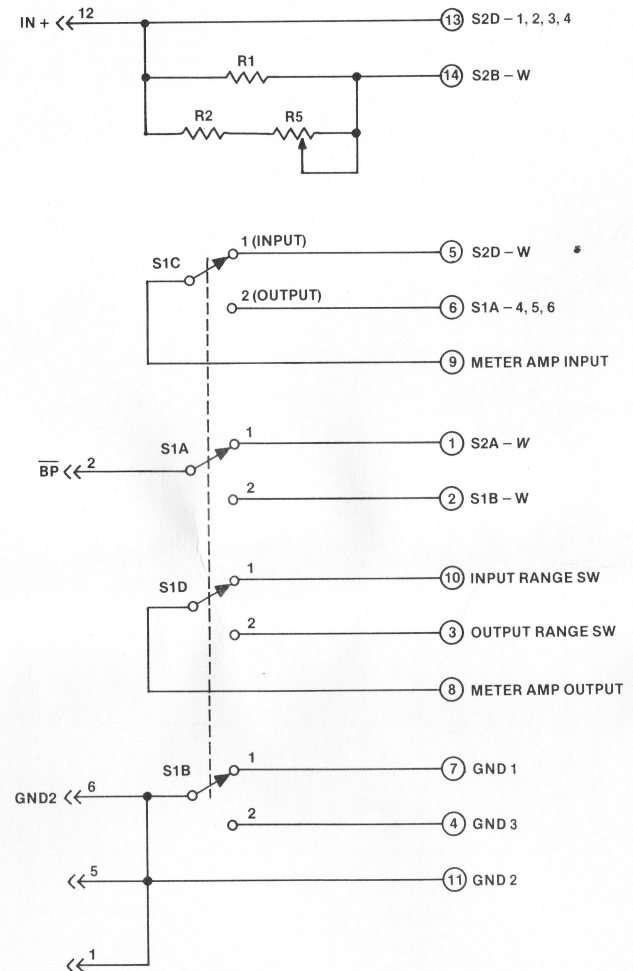 IN + 12 13 S2D – 1, 2, 3, 4
R1 14 S2B – W
R2 R5
1 (INPUT) 5 S2D – W
S1C
2 (OUTPUT) 6 S1A – 4, 5, 6
9 METER AMP INPUT
1 1 S2A – W
S1A
BP 2
2 2 S1B – W
1 10 INPUT RANGE SW
S1D
2 3 OUTPUT RANGE SW
8 METER AMP OUTPUT
1 7 GND 1
S1B
GND2 6
2 4 GND 3
5 11 GND 2
1